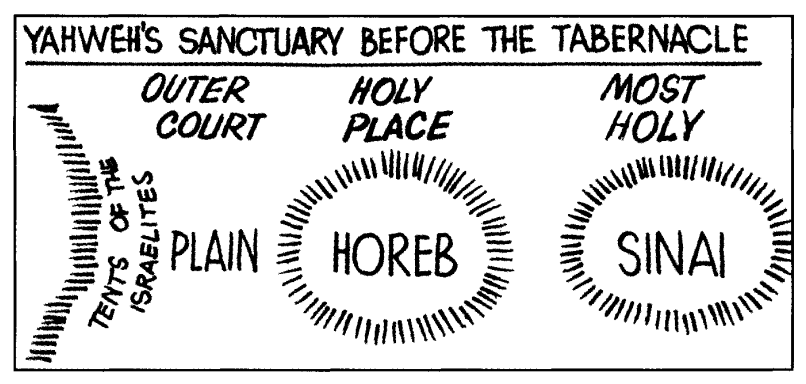 YAHWEH'S SANCTUARY BEFORE THE TABERNACLE
OUTER
COURT
HOLY
PLACE
MOST
HOLY
TENTS OF THE
ISRAELITES
PLAIN
HOREB
SINAI